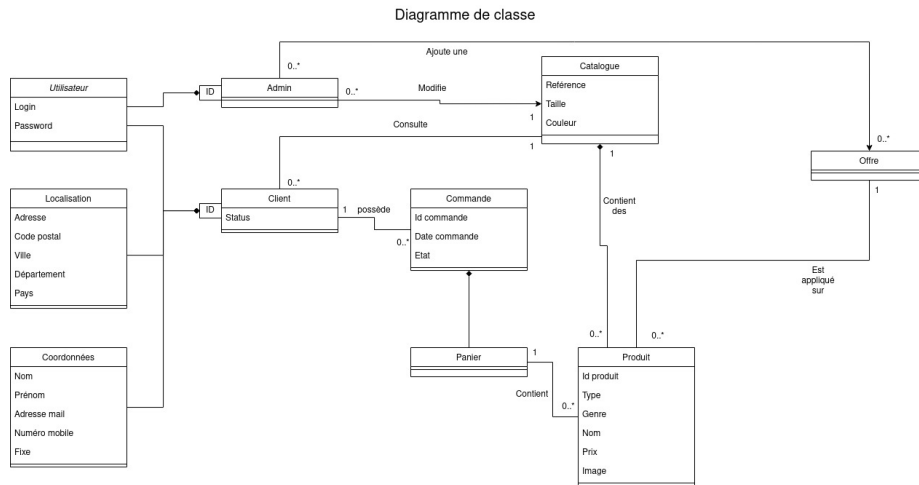 Diagramme de classe
Ajoute une
0..*
Utilisateur
Login
Password
ID
Admin
0..*
Modifie
Catalogue
Reférence
Taille
Couleur
1
Consulte
1
1
0..*
0..*
Offre
1
Localisation
Adresse
Code postal
Ville
Département
Pays
ID
Client
Status
1
possède
0..*
Commande
Id commande
Date commande
Etat
Contient
des
Est
appliqué
sur
0..*
0..*
Coordonnées
Nom
Prénom
Adresse mail
Numéro mobile
Fixe
Panier
1
Contient
0..*
Produit
Id produit
Type
Genre
Nom
Prix
Image